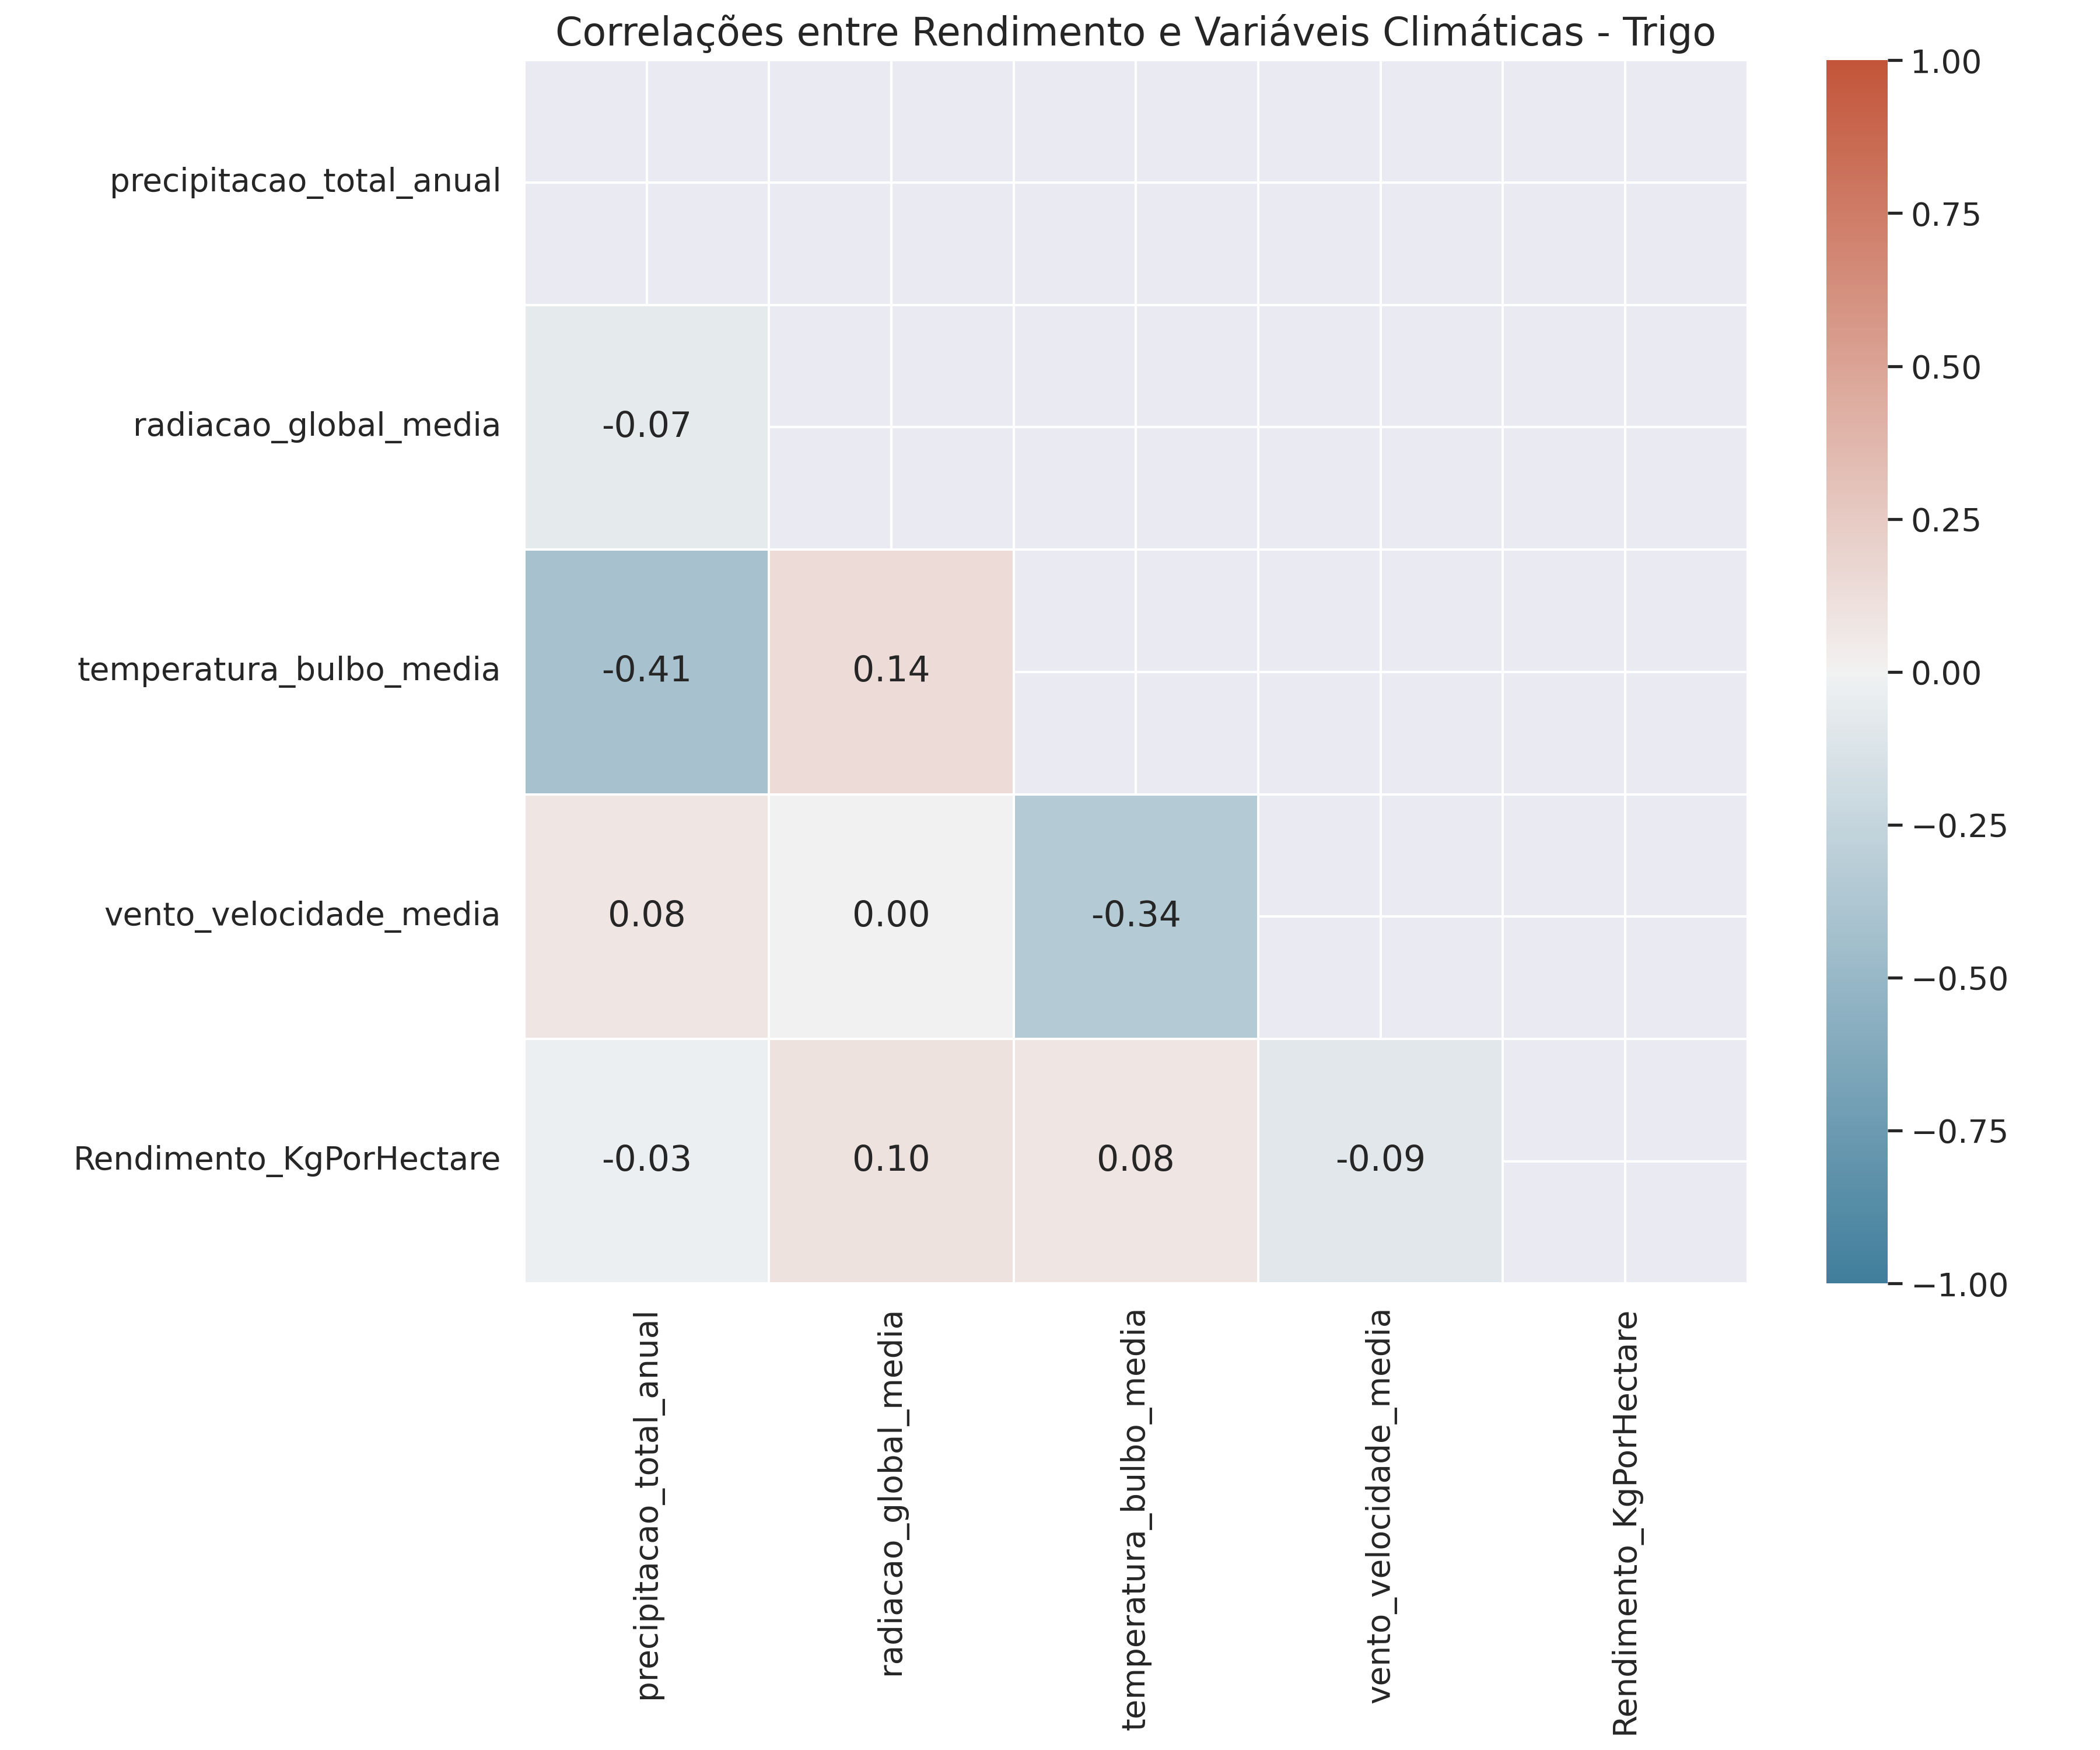 Correlações entre Rendimento e Variáveis Climáticas - Trigo
precipitacao_total_anual
radiacao_global_media
-0.07
temperatura_bulbo_media
-0.41 0.14
vento_velocidade_media
0.08 0.00 -0.34
Rendimento_KgPorHectare
-0.03 0.10 0.08 -0.09
precipitacao_total_anual
radiacao_global_media
temperatura_bulbo_media
vento_velocidade_media
Rendimento_KgPorHectare
1.00
0.75
0.50
0.25
0.00
−0.25
−0.50
−0.75
−1.00